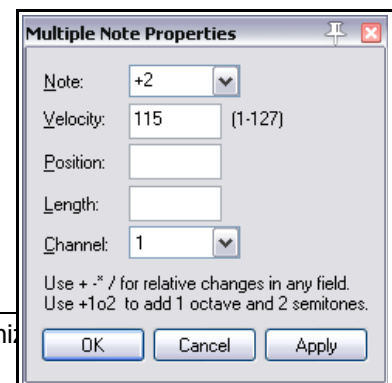 Multiple Note Properties
Note: +2
Velocity: 115 (1-127)
Position:
Length:
Channel: 1
Use + -* / for relative changes in any field.
Use +1o2 to add 1 octave and 2 semitones.
OK Cancel Apply